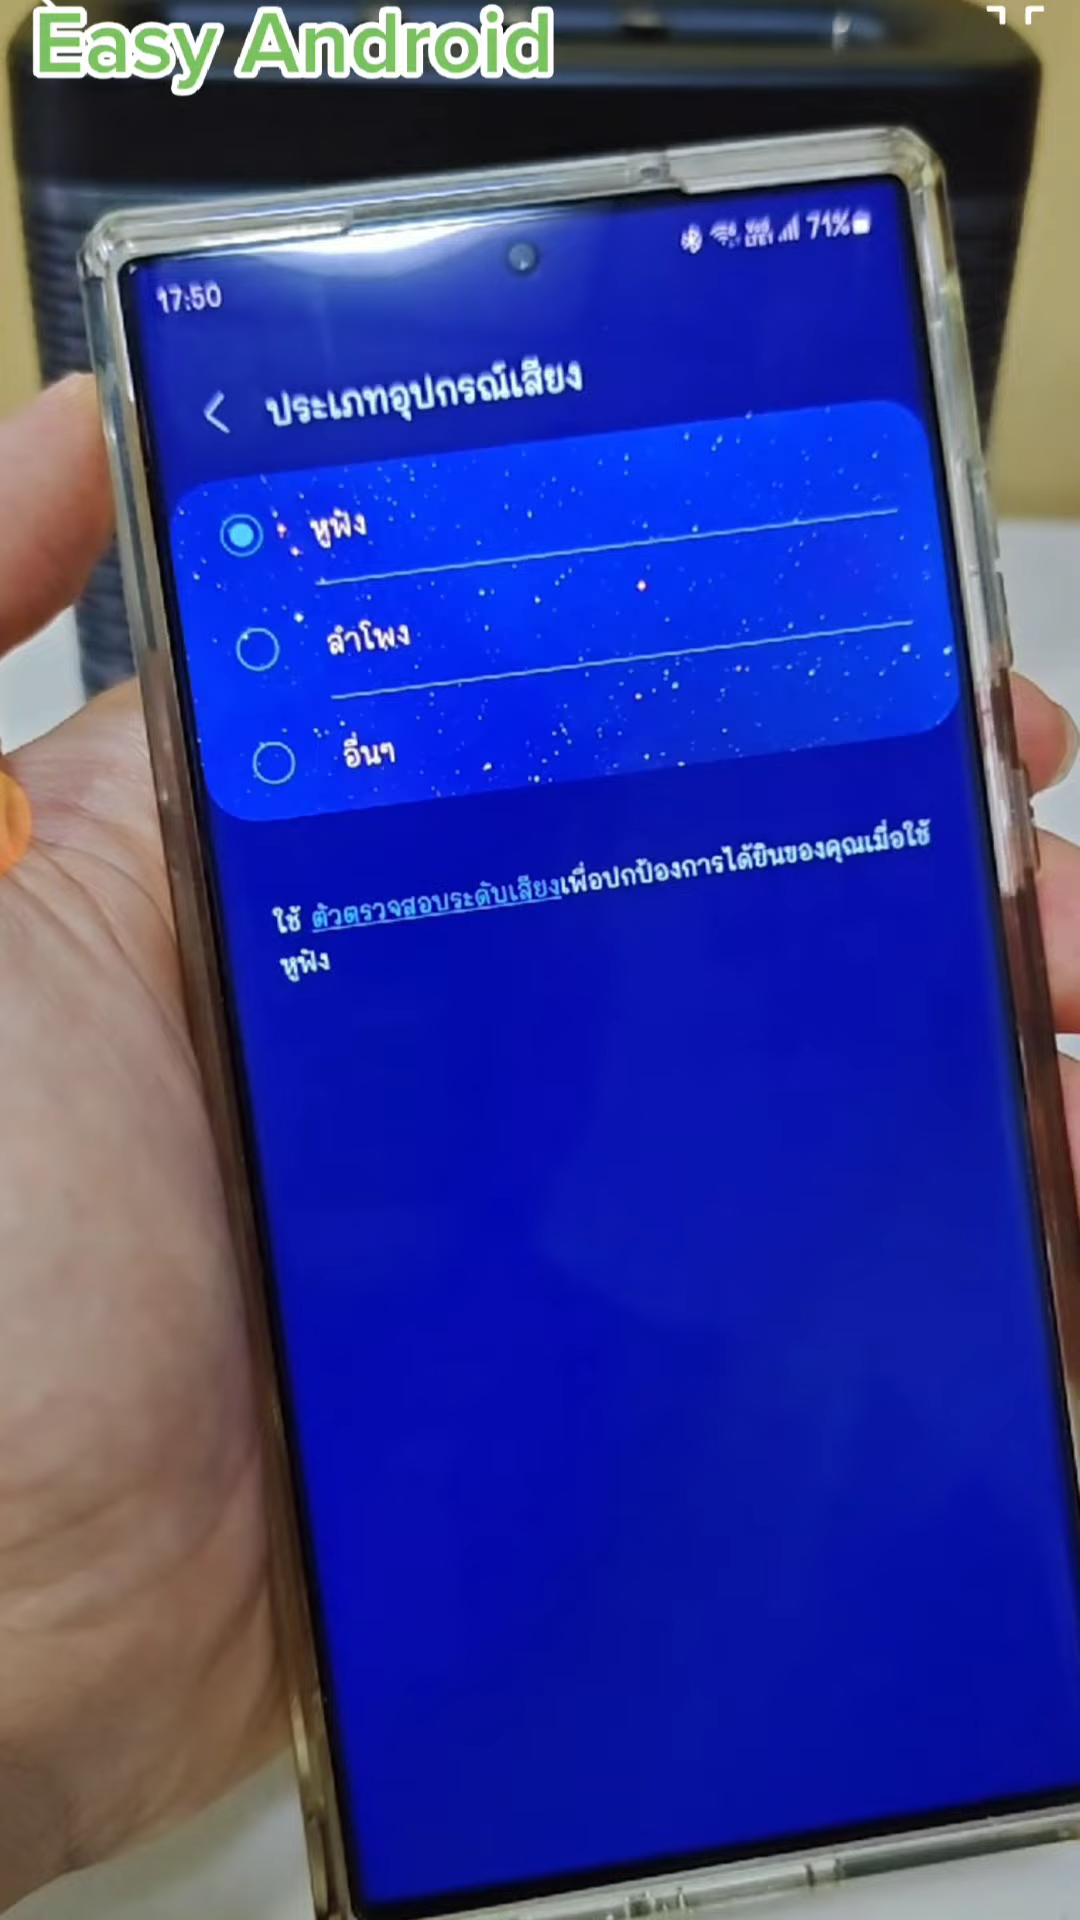 Easy Android
17:50
71%
ประเภทอุปกรณ์เสียง
หูฟัง
ลำโพง
อื่นๆ
ใช้ ตัวตรวจสอบระดับเสียงเพื่อปกป้องการได้ยินของคุณเมื่อใช้
หูฟัง